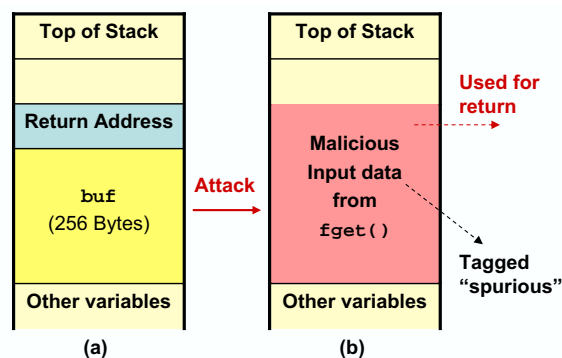 Top of Stack
Return Address
buf
(256 Bytes)
Other variables
(a)
Attack
Top of Stack
Malicious
Input data
from
fget()
Other variables
(b)
Used for
return
Tagged
“spurious”